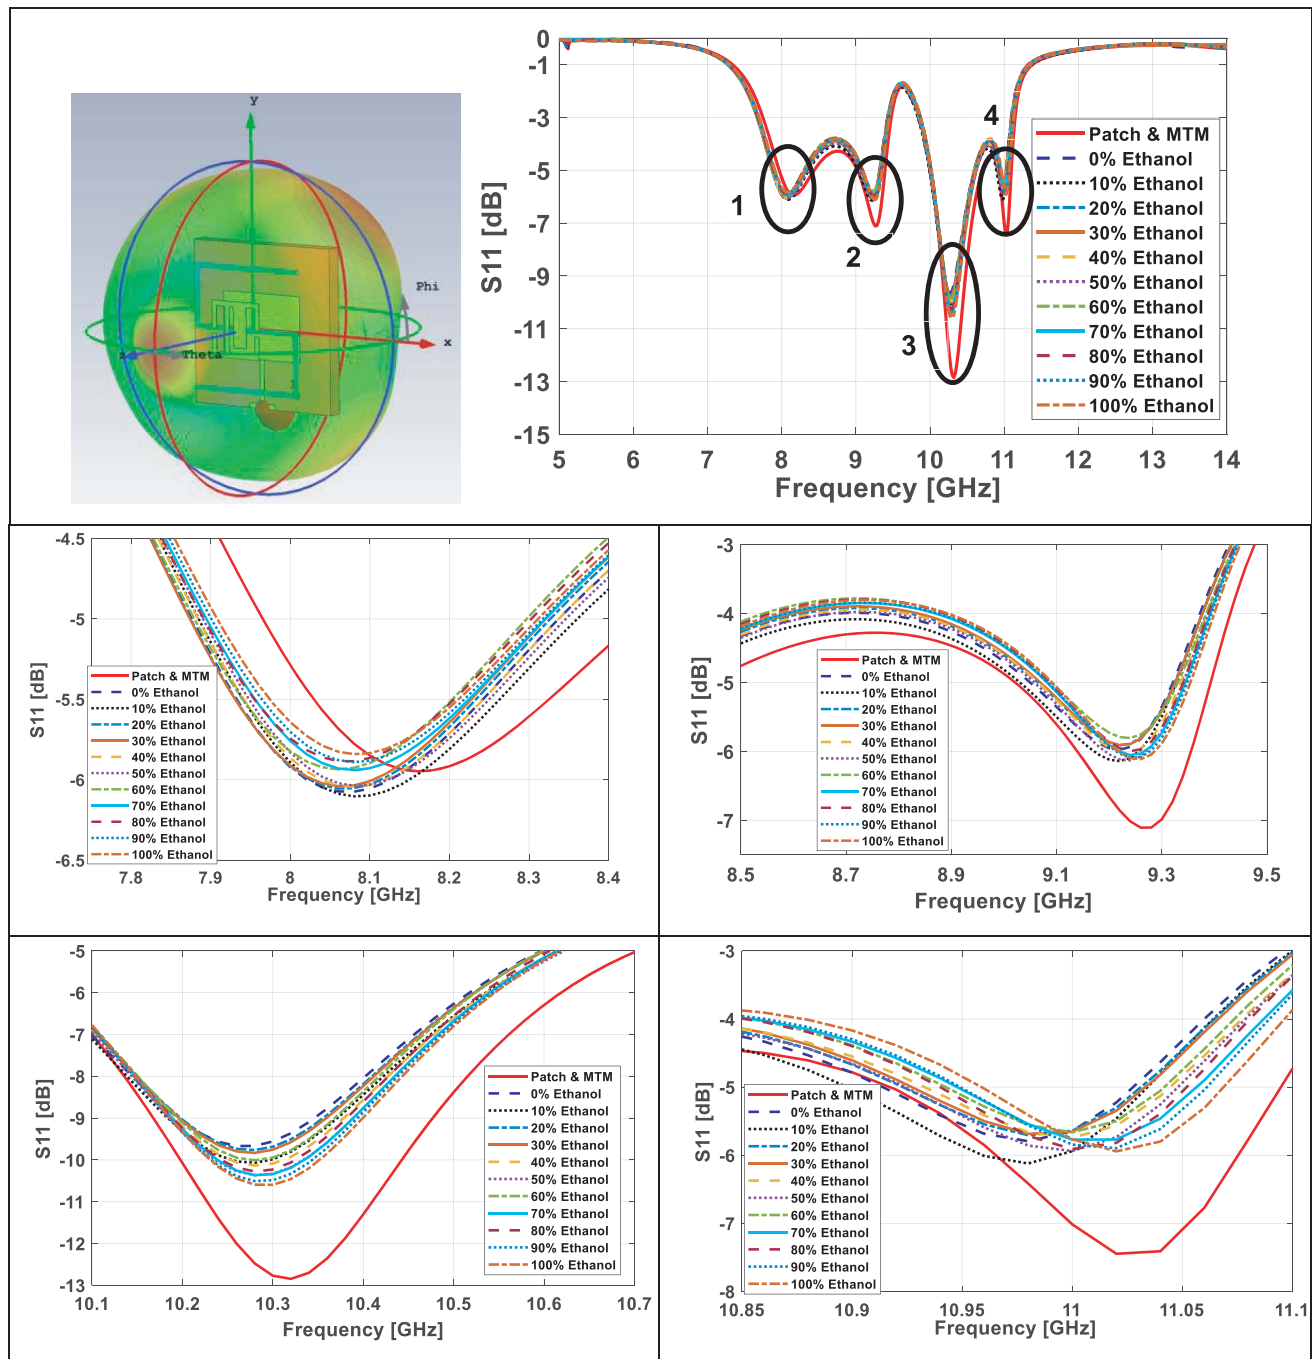 y
Phi
x
z
Theta
0
-1
-3
-5
-7
-9
-11
-13
-15
S11 [dB]
1
2
3
4
Patch & MTM
0% Ethanol
10% Ethanol
20% Ethanol
30% Ethanol
40% Ethanol
50% Ethanol
60% Ethanol
70% Ethanol
80% Ethanol
90% Ethanol
100% Ethanol
5 6 7 8 9 10 11 12 13 14
Frequency [GHz]
-4.5
-5
-5.5
-6
-6.5
S11 [dB]
Patch & MTM
0% Ethanol
10% Ethanol
20% Ethanol
30% Ethanol
40% Ethanol
50% Ethanol
60% Ethanol
70% Ethanol
80% Ethanol
90% Ethanol
100% Ethanol
7.8 7.9 8 8.1 8.2 8.3 8.4
Frequency [GHz]
-3
-4
-5
-6
-7
S11 [dB]
Patch & MTM
0% Ethanol
10% Ethanol
20% Ethanol
30% Ethanol
40% Ethanol
50% Ethanol
60% Ethanol
70% Ethanol
80% Ethanol
90% Ethanol
100% Ethanol
8.5 8.7 8.9 9.1 9.3 9.5
Frequency [GHz]
-5
-6
-7
-8
-9
-10
-11
-12
-13
S11 [dB]
Patch & MTM
0% Ethanol
10% Ethanol
20% Ethanol
30% Ethanol
40% Ethanol
50% Ethanol
60% Ethanol
70% Ethanol
80% Ethanol
90% Ethanol
100% Ethanol
10.1 10.2 10.3 10.4 10.5 10.6 10.7
Frequency [GHz]
-3
-4
-5
-6
-7
-8
S11 [dB]
Patch & MTM
0% Ethanol
10% Ethanol
20% Ethanol
30% Ethanol
40% Ethanol
50% Ethanol
60% Ethanol
70% Ethanol
80% Ethanol
90% Ethanol
100% Ethanol
10.85 10.9 10.95 11 11.05 11.1
Frequency [GHz]